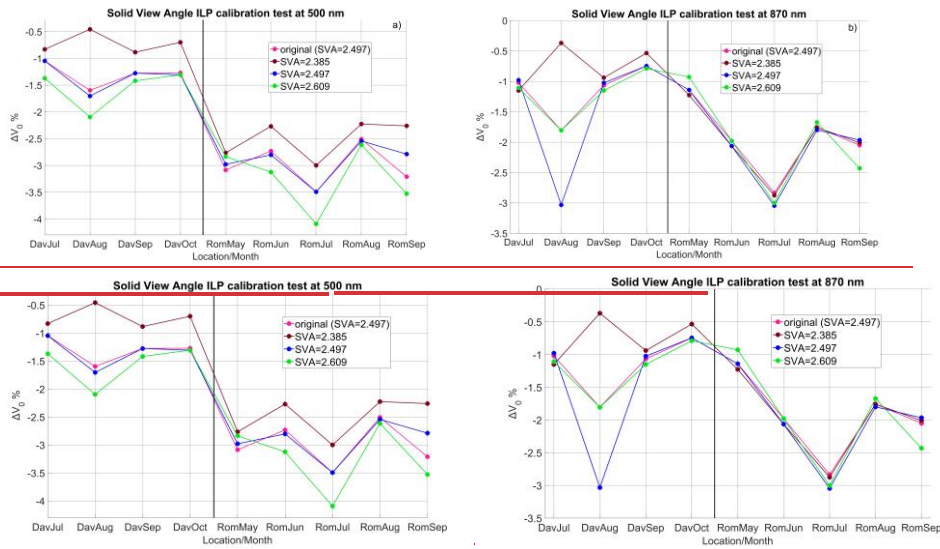 Solid View Angle ILP calibration test at 500 nm
a)
-0.5
-1
-1.5
-2
-2.5
-3
-3.5
-4
ΔV0 %
original (SVA=2.497)
SVA=2.385
SVA=2.497
SVA=2.609
DavJul DavAug DavSep DavOct RomMay RomJun RomJul RomAug RomSep
Location/Month
Solid View Angle ILP calibration test at 870 nm
b)
0
-0.5
-1
-1.5
-2
-2.5
-3
-3.5
ΔV0 %
original (SVA=2.497)
SVA=2.385
SVA=2.497
SVA=2.609
DavJul DavAug DavSep DavOct RomMay RomJun RomJul RomAug RomSep
Location/Month
Solid View Angle ILP calibration test at 500 nm
-0.5
-1
-1.5
-2
-2.5
-3
-3.5
-4
ΔV0 %
original (SVA=2.497)
SVA=2.385
SVA=2.497
SVA=2.609
DavJul DavAug DavSep DavOct RomMay RomJun RomJul RomAug RomSep
Location/Month
Solid View Angle ILP calibration test at 870 nm
0
-0.5
-1
-1.5
-2
-2.5
-3
-3.5
ΔV0 %
original (SVA=2.497)
SVA=2.385
SVA=2.497
SVA=2.609
DavJul DavAug DavSep DavOct RomMay RomJun RomJul RomAug RomSep
Location/Month